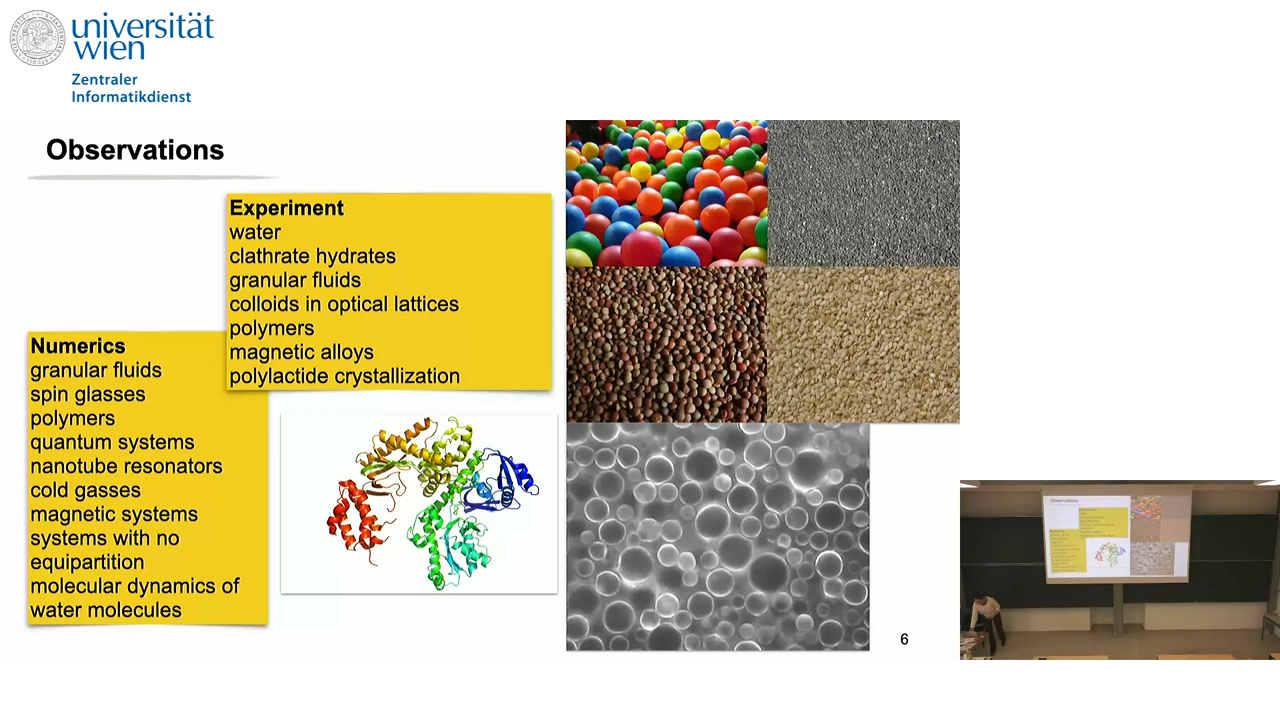 universität
wien
Zentraler
Informatikdienst
Observations
Experiment
water
clathrate hydrates
granular fluids
colloids in optical lattices
polymers
magnetic alloys
polylactide crystallization
Numerics
granular fluids
spin glasses
polymers
quantum systems
nanotube resonators
cold gasses
magnetic systems
systems with no
equipartition
molecular dynamics of
water molecules
6
Observations